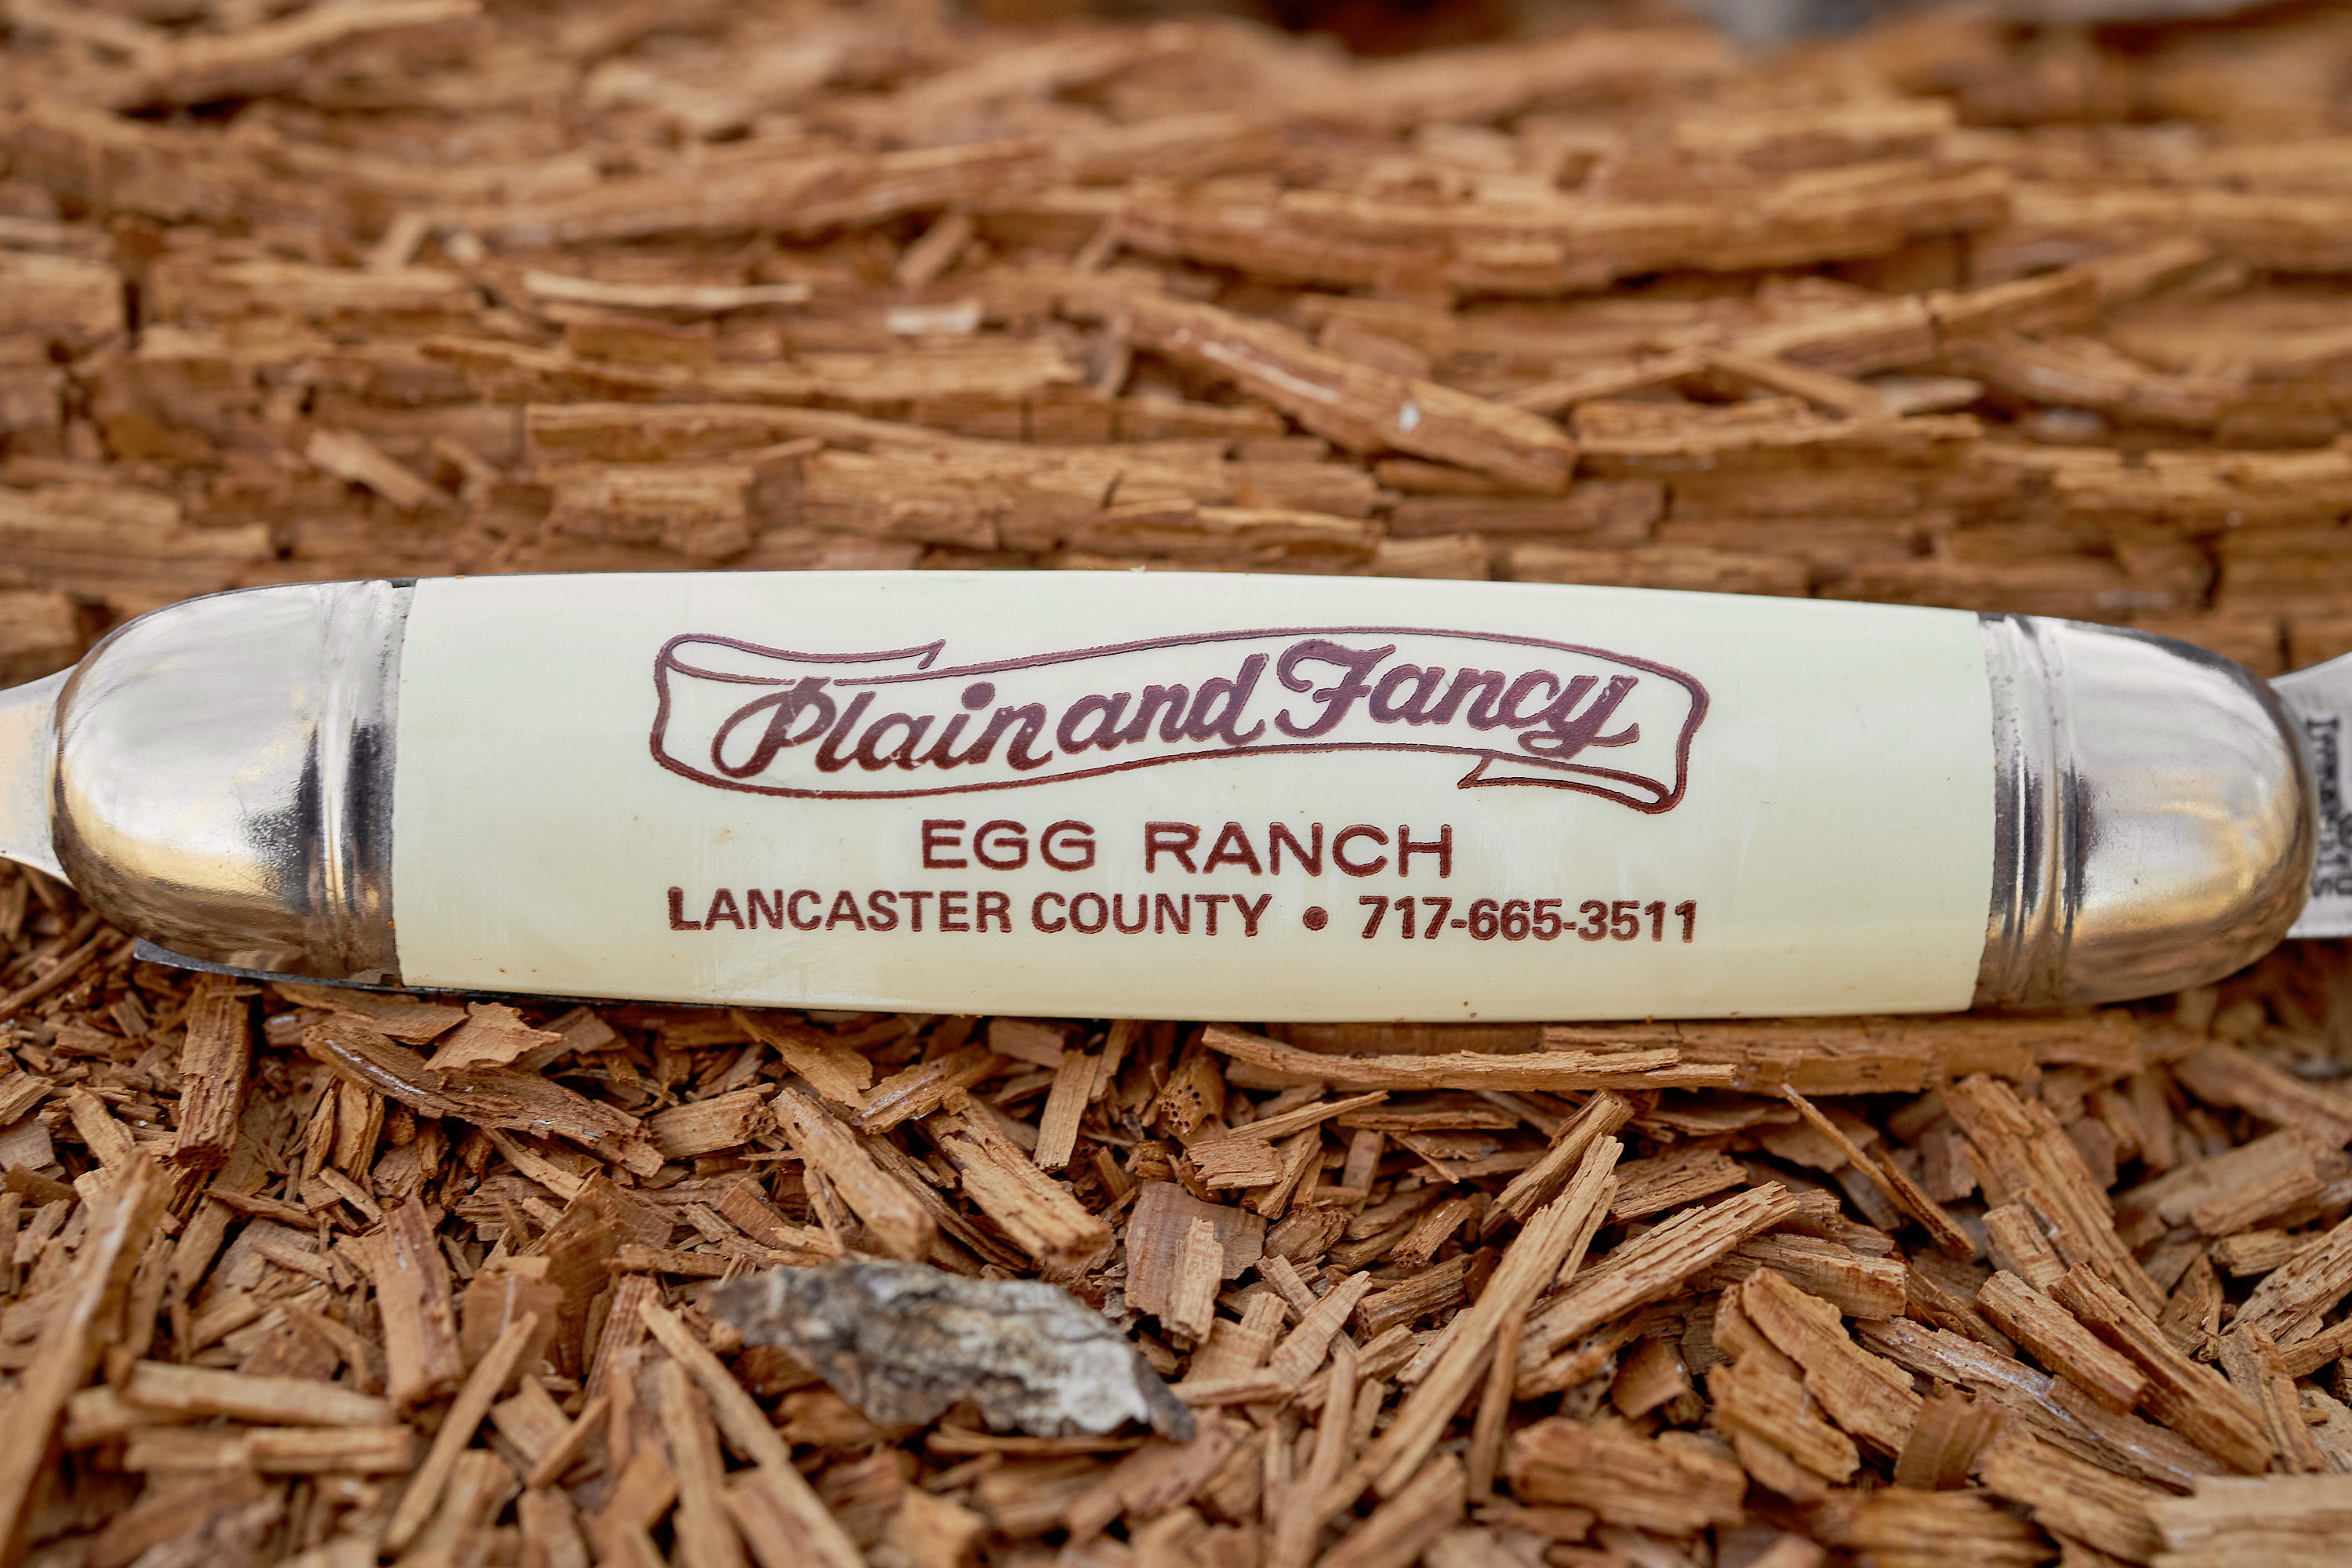 Plain and Fancy
EGG RANCH
LANCASTER COUNTY • 717-665-3511